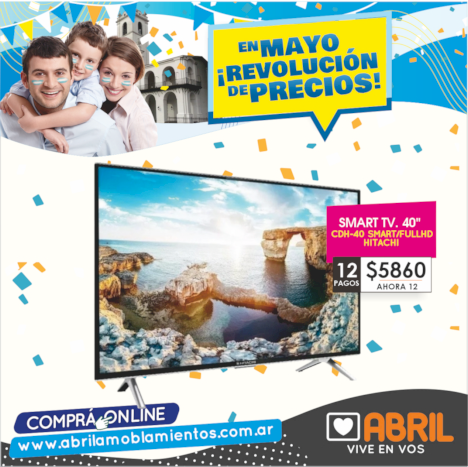 EN MAYO
¡REVOLUCIÓN
DE PRECIOS!
SMART TV. 40"
CDH-40 SMART/FULLHD
HITACHI
12 PAGOS
$5860
AHORA 12
COMPRÁ ONLINE
www.abrilamoblamientos.com.ar
ABRIL
VIVE EN VOS